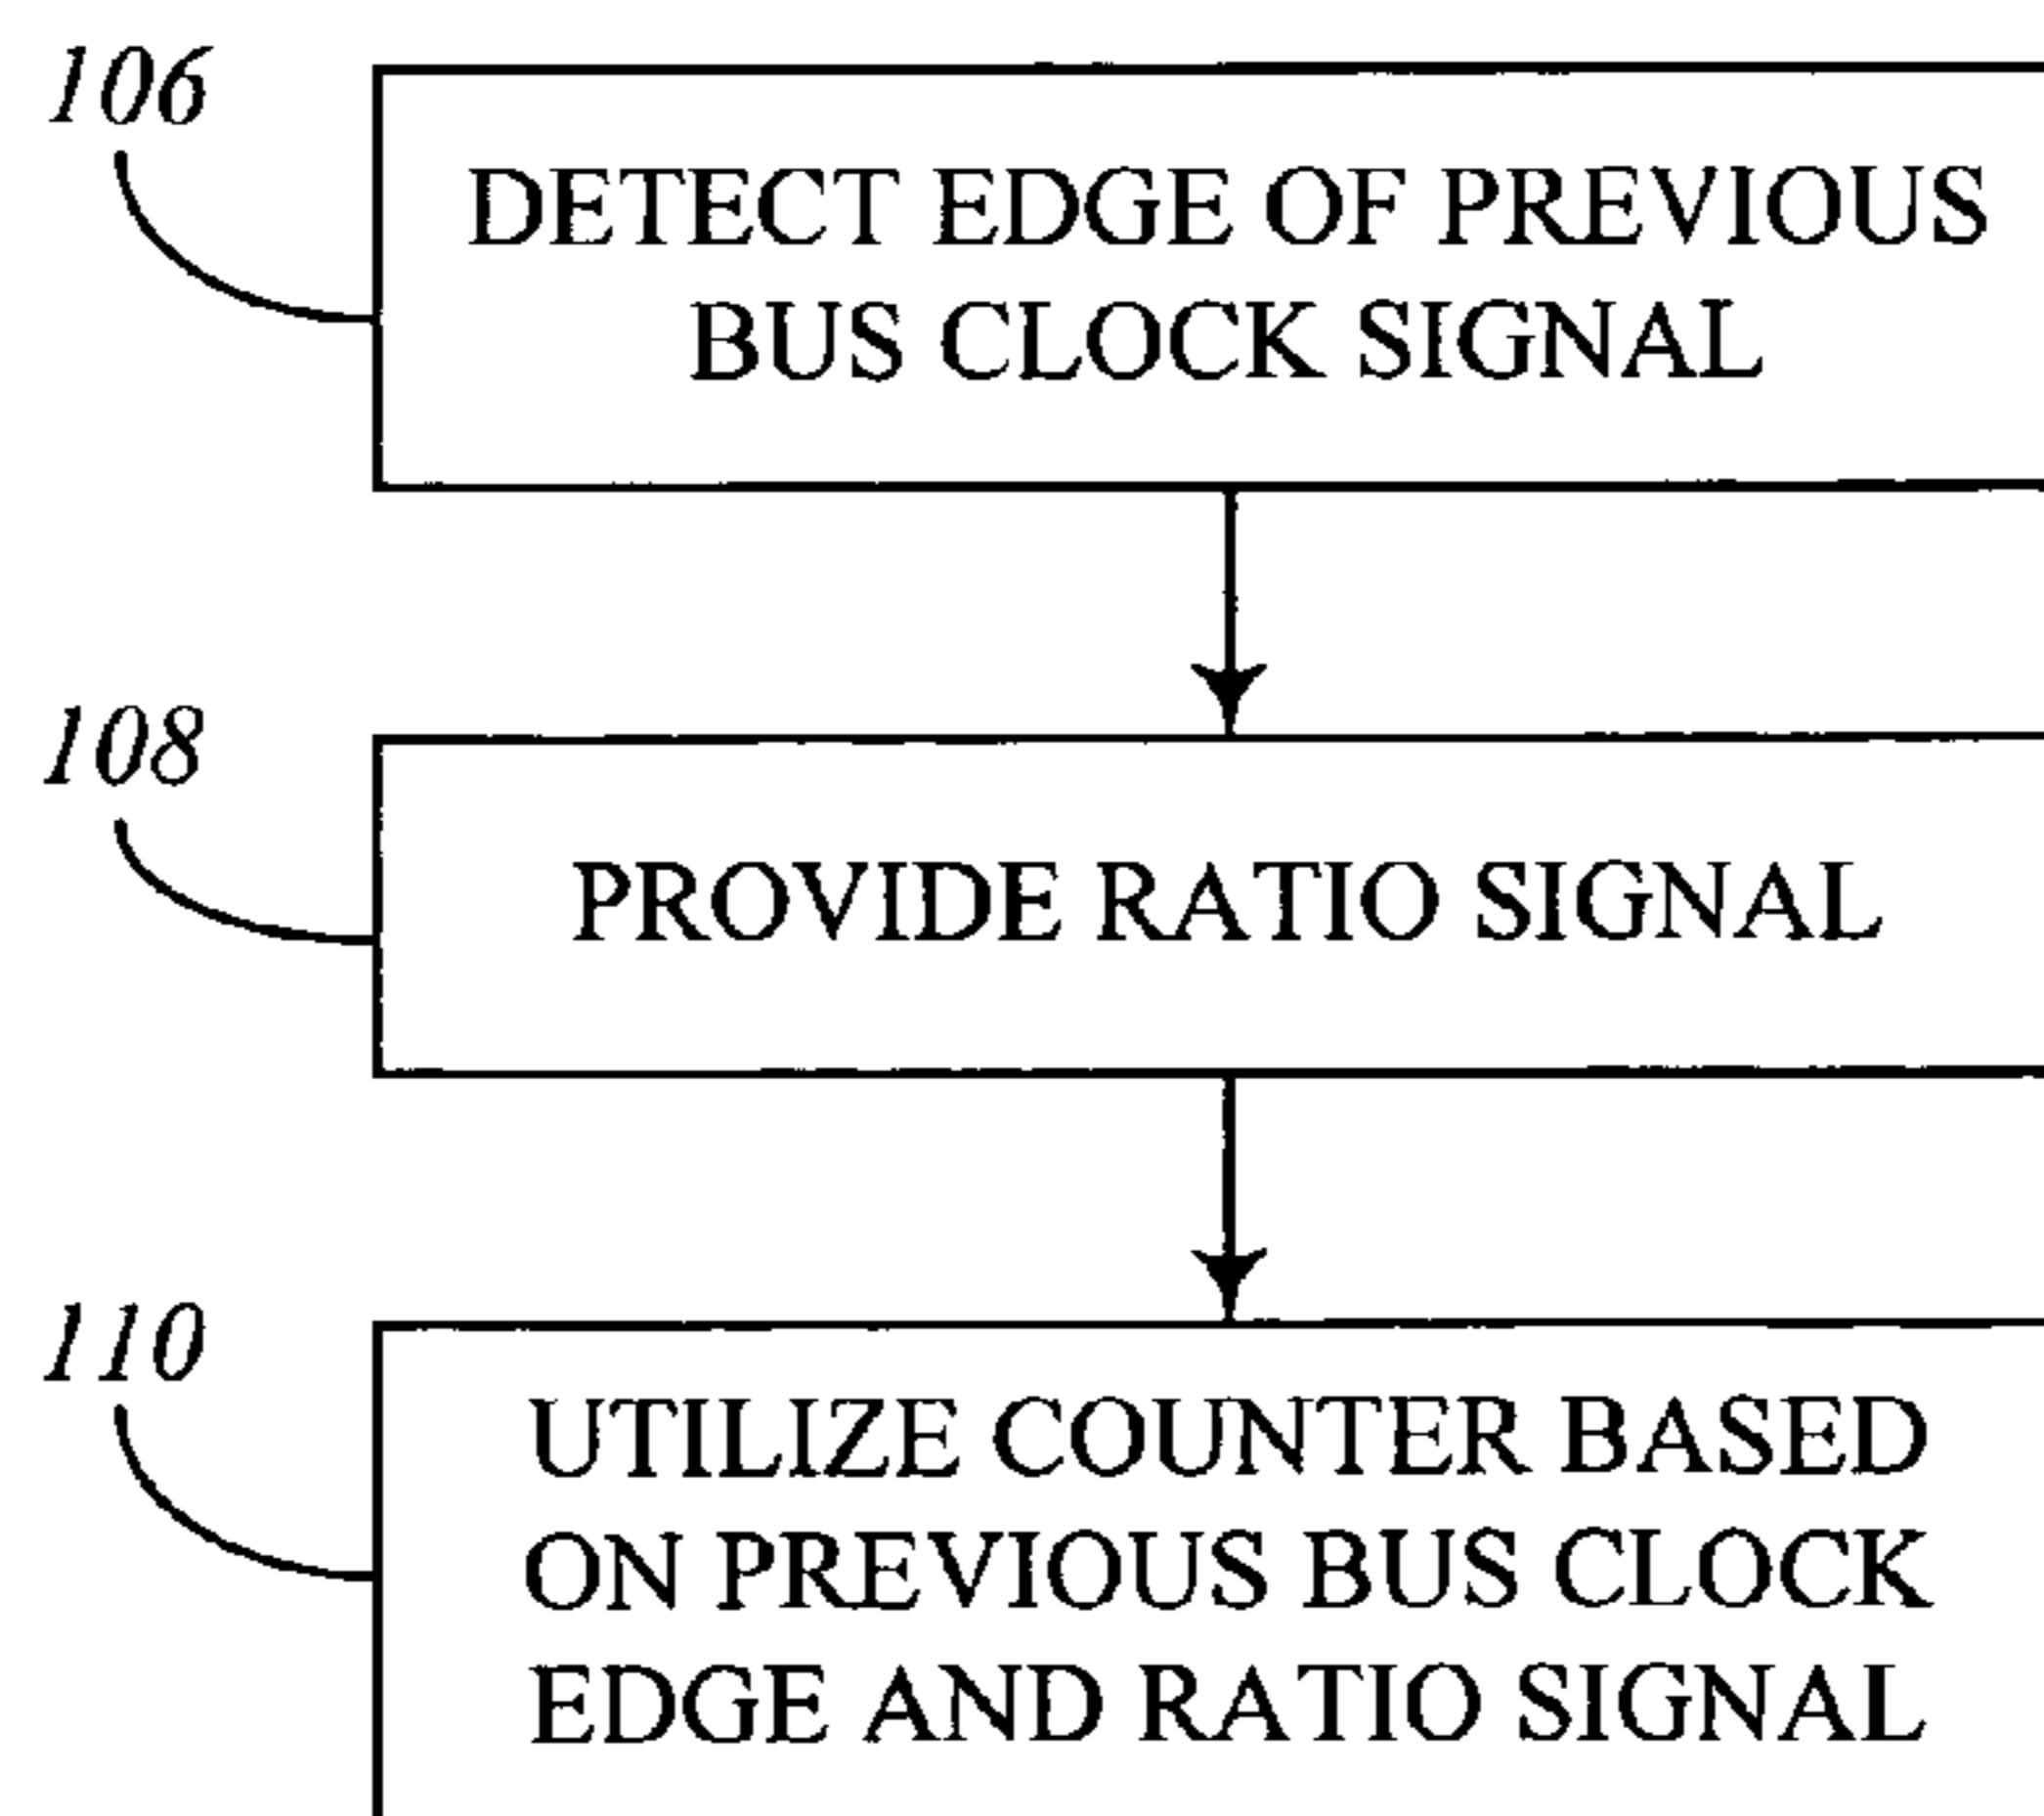 106
DETECT EDGE OF PREVIOUS
BUS CLOCK SIGNAL
108
PROVIDE RATIO SIGNAL
110
UTILIZE COUNTER BASED
ON PREVIOUS BUS CLOCK
EDGE AND RATIO SIGNAL